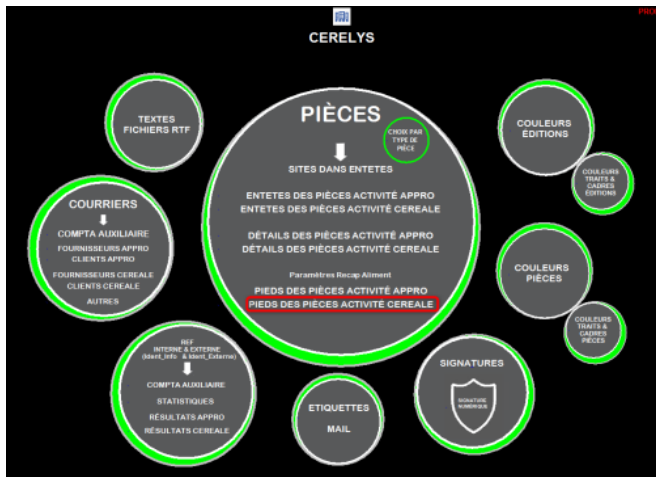 PRO
CERELYS
TEXTES
FICHIERS RTF
PIÈCES
CHOIX PAR
TYPE DE
PIÈCE
SITES DANS ENTETES
ENTETES DES PIÈCES ACTIVITÉ APPRO
ENTETES DES PIÈCES ACTIVITÉ CEREALE
DÉTAILS DES PIÈCES ACTIVITÉ APPRO
DÉTAILS DES PIÈCES ACTIVITÉ CEREALE
Paramètres Recap Aliment
PIEDS DES PIÈCES ACTIVITÉ APPRO
PIEDS DES PIÈCES ACTIVITÉ CEREALE
COULEURS
ÉDITIONS
COULEURS
TRAITS &
CADRES
ÉDITIONS
COURRIERS
COMPTA AUXILIAIRE
FOURNISSEURS APPRO
CLIENTS APPRO
FOURNISSEURS CEREALE
CLIENTS CEREALE
AUTRES
COULEURS
PIÈCES
COULEURS
TRAITS &
CADRES
PIÈCES
REF
INTERNE & EXTERNE
(Ident_Info & Ident_Externe)
COMPTA AUXILIAIRE
STATISTIQUES
RÉSULTATS APPRO
RÉSULTATS CEREALE
ETIQUETTES
MAIL
SIGNATURES
SIGNATURE
NUMERIQUE